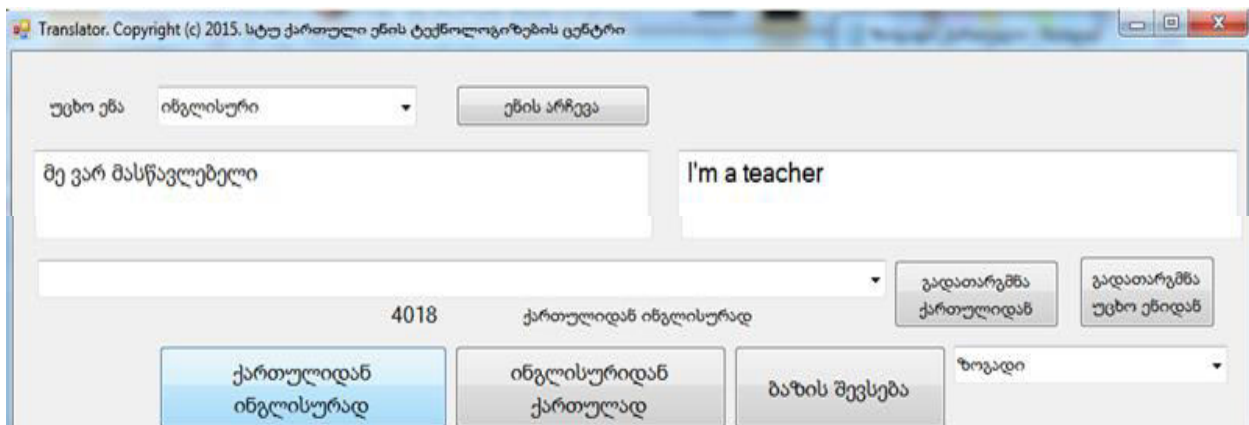 Translator. Copyright (c) 2015. სტუ ქართული ენის ტექნოლოგიზების ცენტრი
უცხო ენა ინგლისური ენის არჩევა
მე ვარ მასწავლებელი I'm a teacher
გადათარგმნა ქართულიდან
გადათარგმნა უცხო ენიდან
4018 ქართულიდან ინგლისურად
ქართულიდან ინგლისურად
ინგლისურიდან ქართულად
ბაზის შევსება
ზოგადი